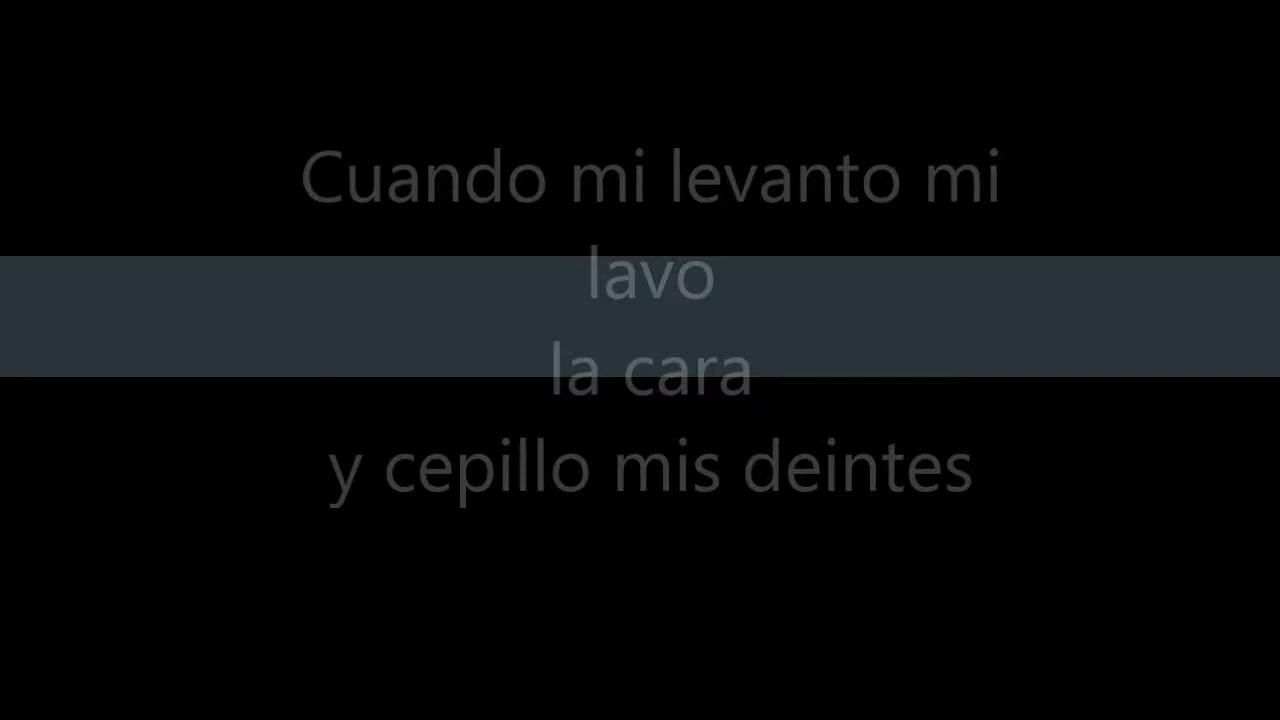 Cuando mi levanto mi
lavo
la cara
y cepillo mis deintes